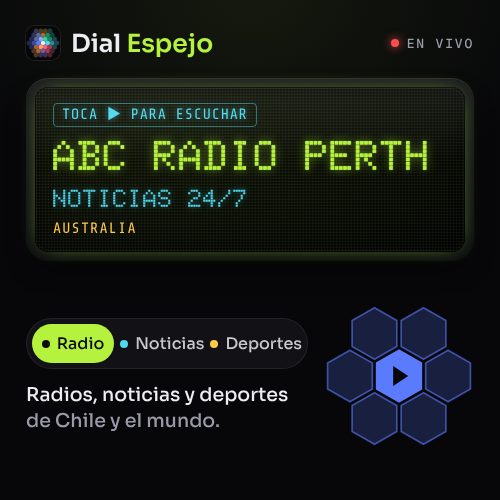 Dial Espejo
EN VIVO
TOCA ▶ PARA ESCUCHAR
ABC RADIO PERTH
NOTICIAS 24/7
AUSTRALIA
Radio Noticias Deportes
Radios, noticias y deportes
de Chile y el mundo.